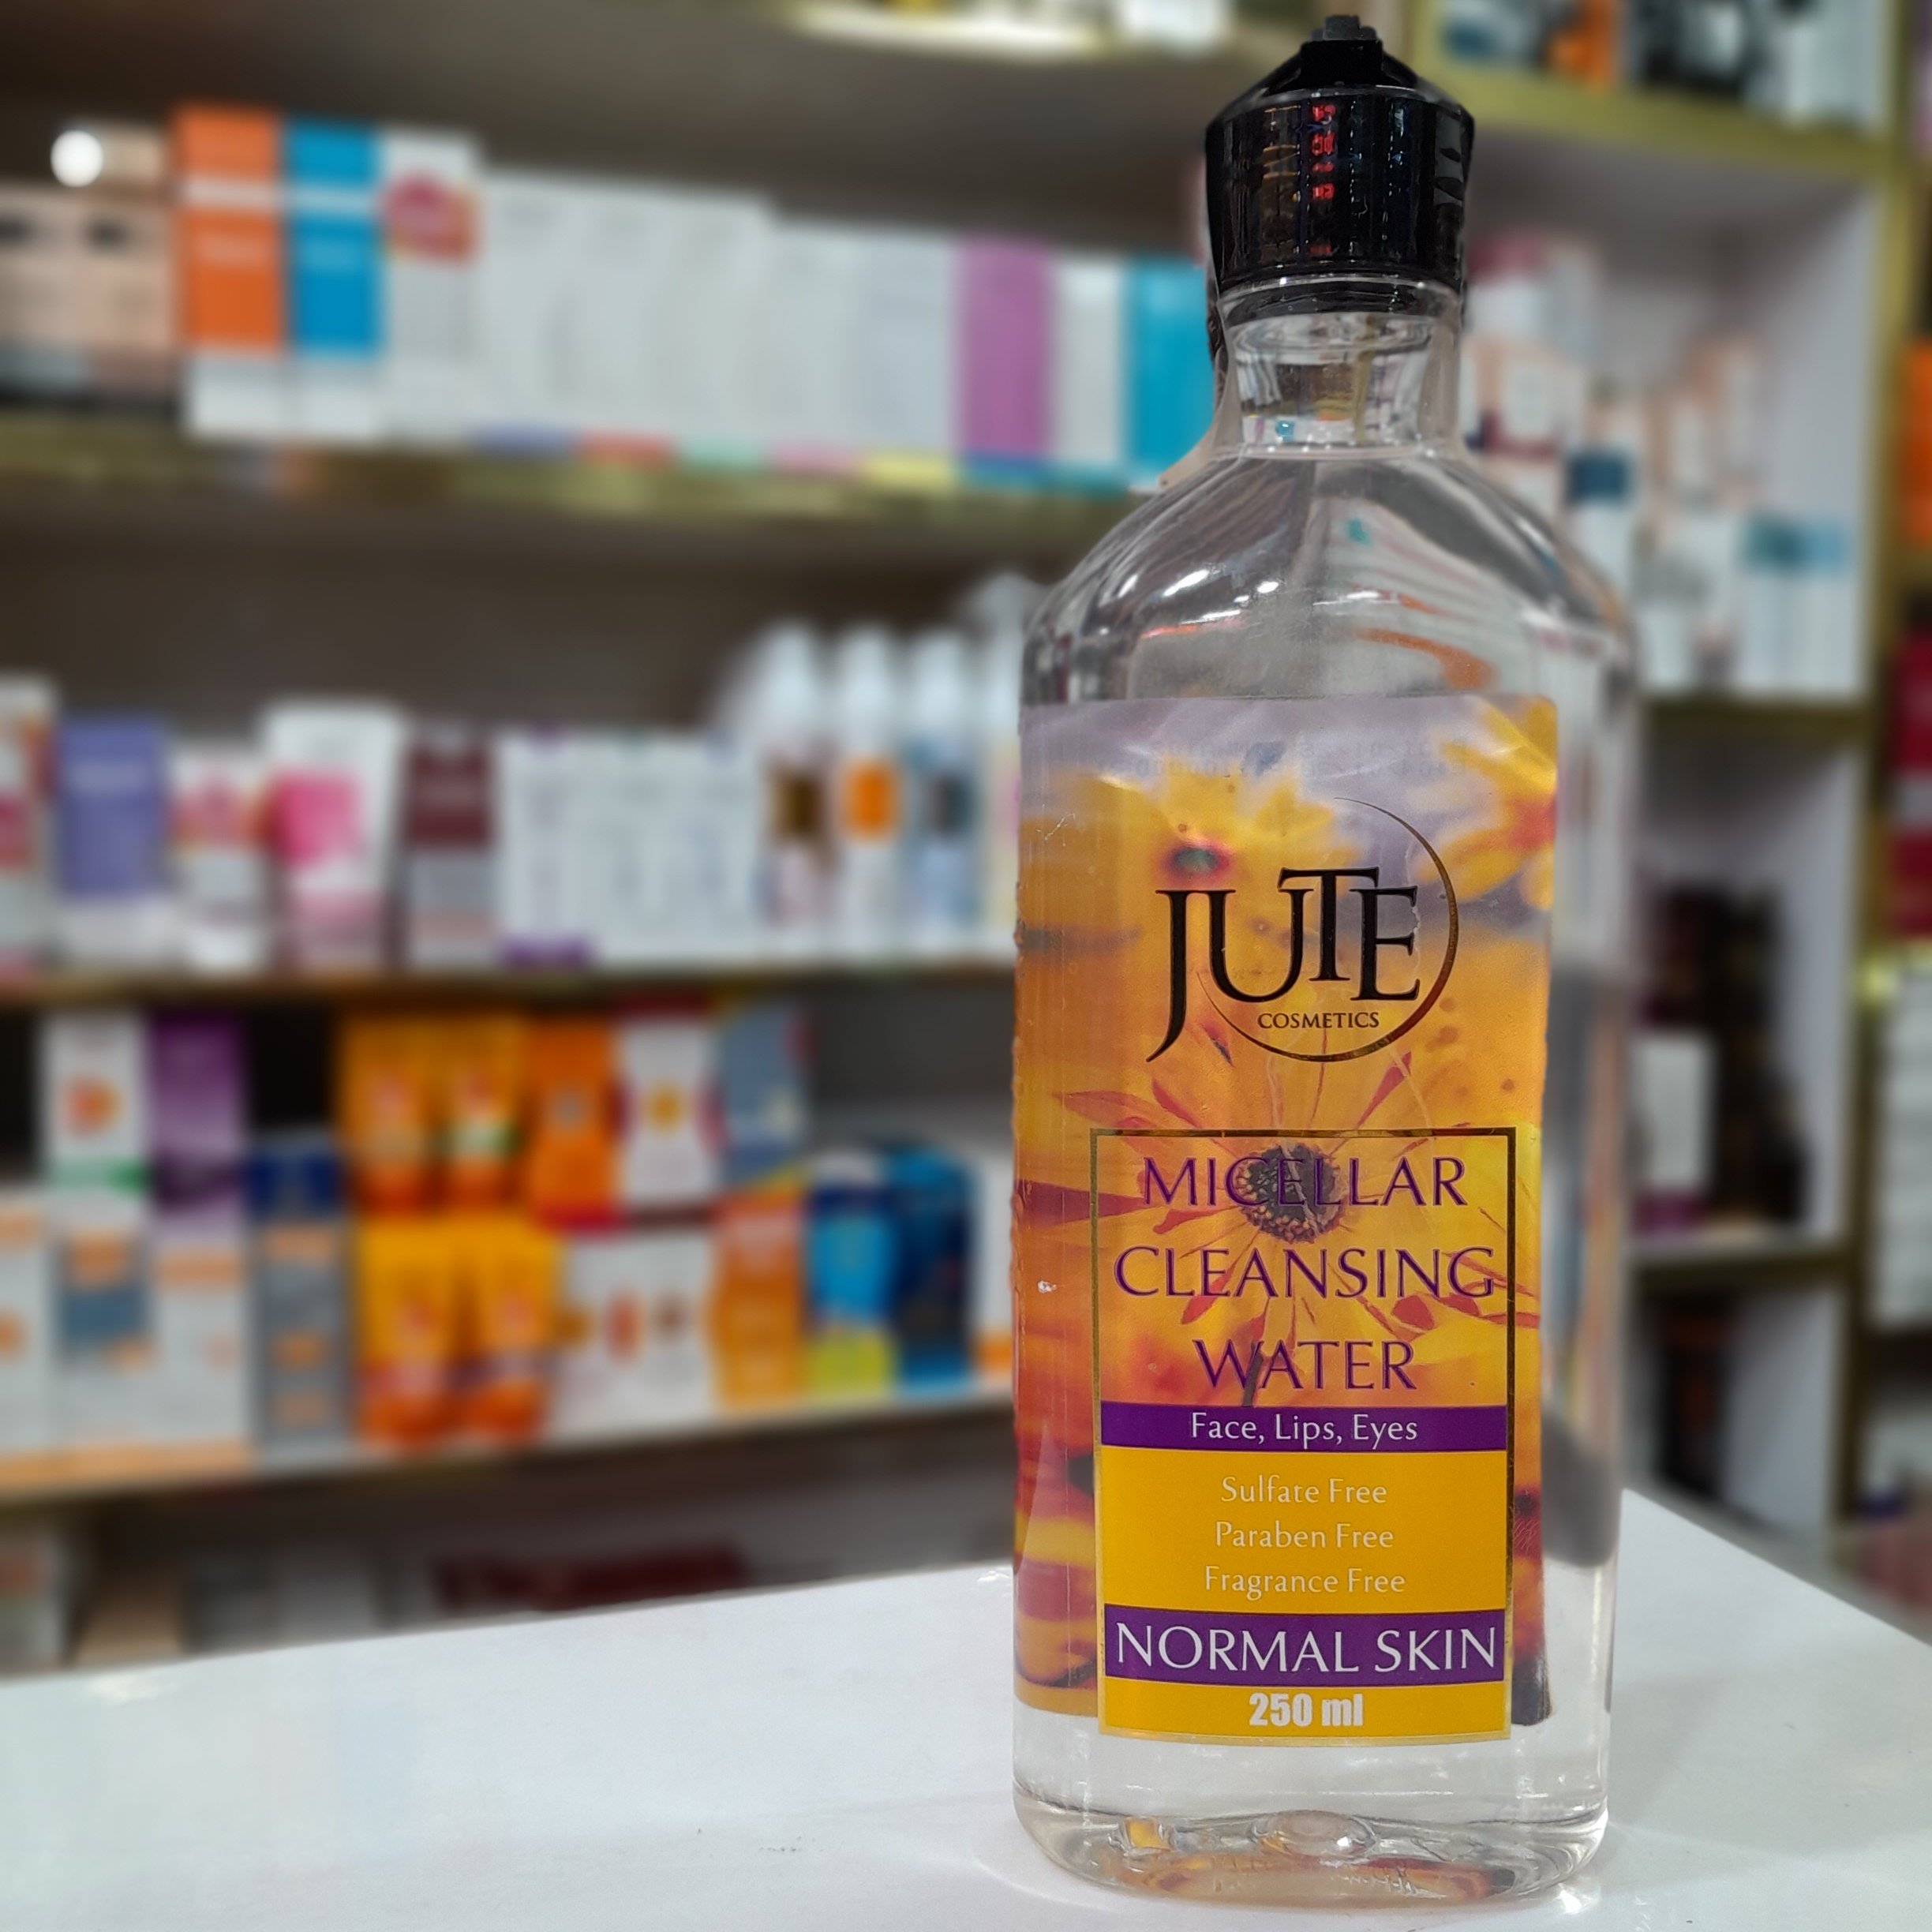 JUTE
COSMETICS
MICELLAR
CLEANSING
WATER
Face, Lips, Eyes
Sulfate Free
Paraben Free
Fragrance Free
NORMAL SKIN
250 ml